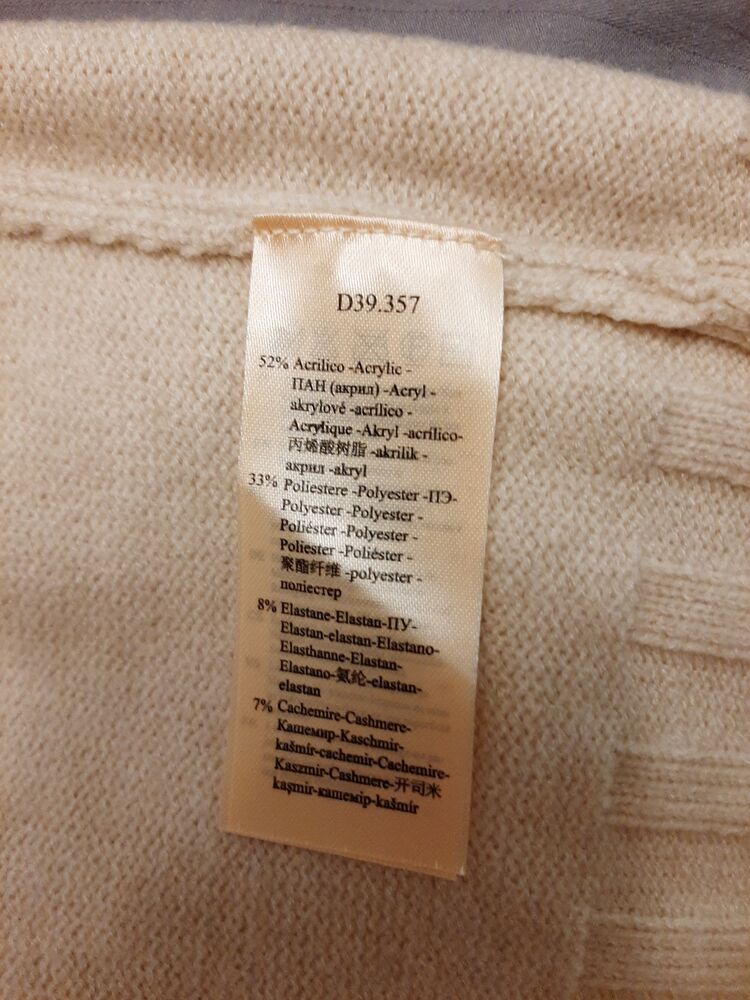 D39.357
52% Acrilico -Acrylic -
ПАН (акрил) -Acryl -
akrylové -acrílico -
Acrylique -Akryl -acrílico-
丙烯酸树脂 -akrilik -
акрил -akryl
33% Poliestere -Polyester -ПЭ-
Polyester -Polyester -
Poliéster -Polyester -
Poliester -Poliéster -
聚酯纤维 -polyester -
поліестер
8% Elastane-Elastan-ПУ-
Elastan-elastan-Elastano-
Elasthanne-Elastan-
Elastano-氨纶-elastan-
elastan
7% Cachemire-Cashmere-
Кашемир-Kaschmir-
kašmír-cachemir-Cachemire-
Kaszmir-Cashmere-开司米
kaşmir-кашемір-kašmír